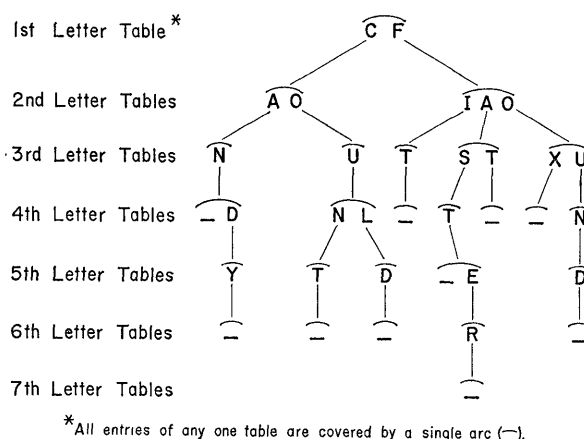 1st Letter Table* C F
2nd Letter Tables A O I A O
3rd Letter Tables N U T S T X U
4th Letter Tables – D N L – T – – N
5th Letter Tables Y T D – E D
6th Letter Tables – – – R –
7th Letter Tables –
*All entries of any one table are covered by a single arc (⌒).